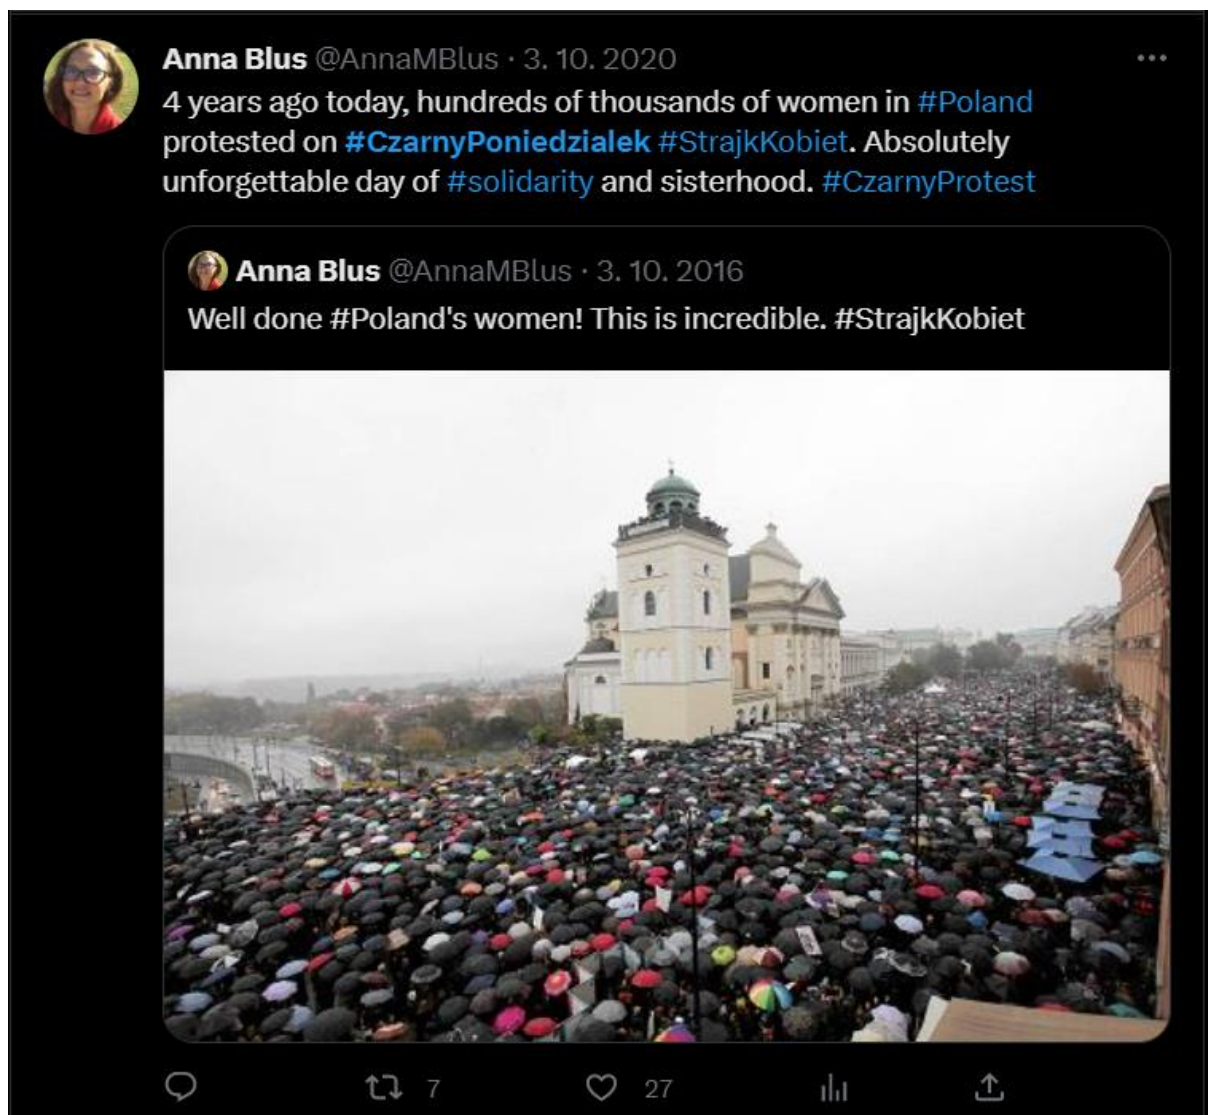 Anna Blus @AnnaMBlus · 3. 10. 2020
4 years ago today, hundreds of thousands of women in #Poland
protested on #CzarnyPoniedzialek #StrajkKobiet. Absolutely
unforgettable day of #solidarity and sisterhood. #CzarnyProtest
Anna Blus @AnnaMBlus · 3. 10. 2016
Well done #Poland's women! This is incredible. #StrajkKobiet
7 27